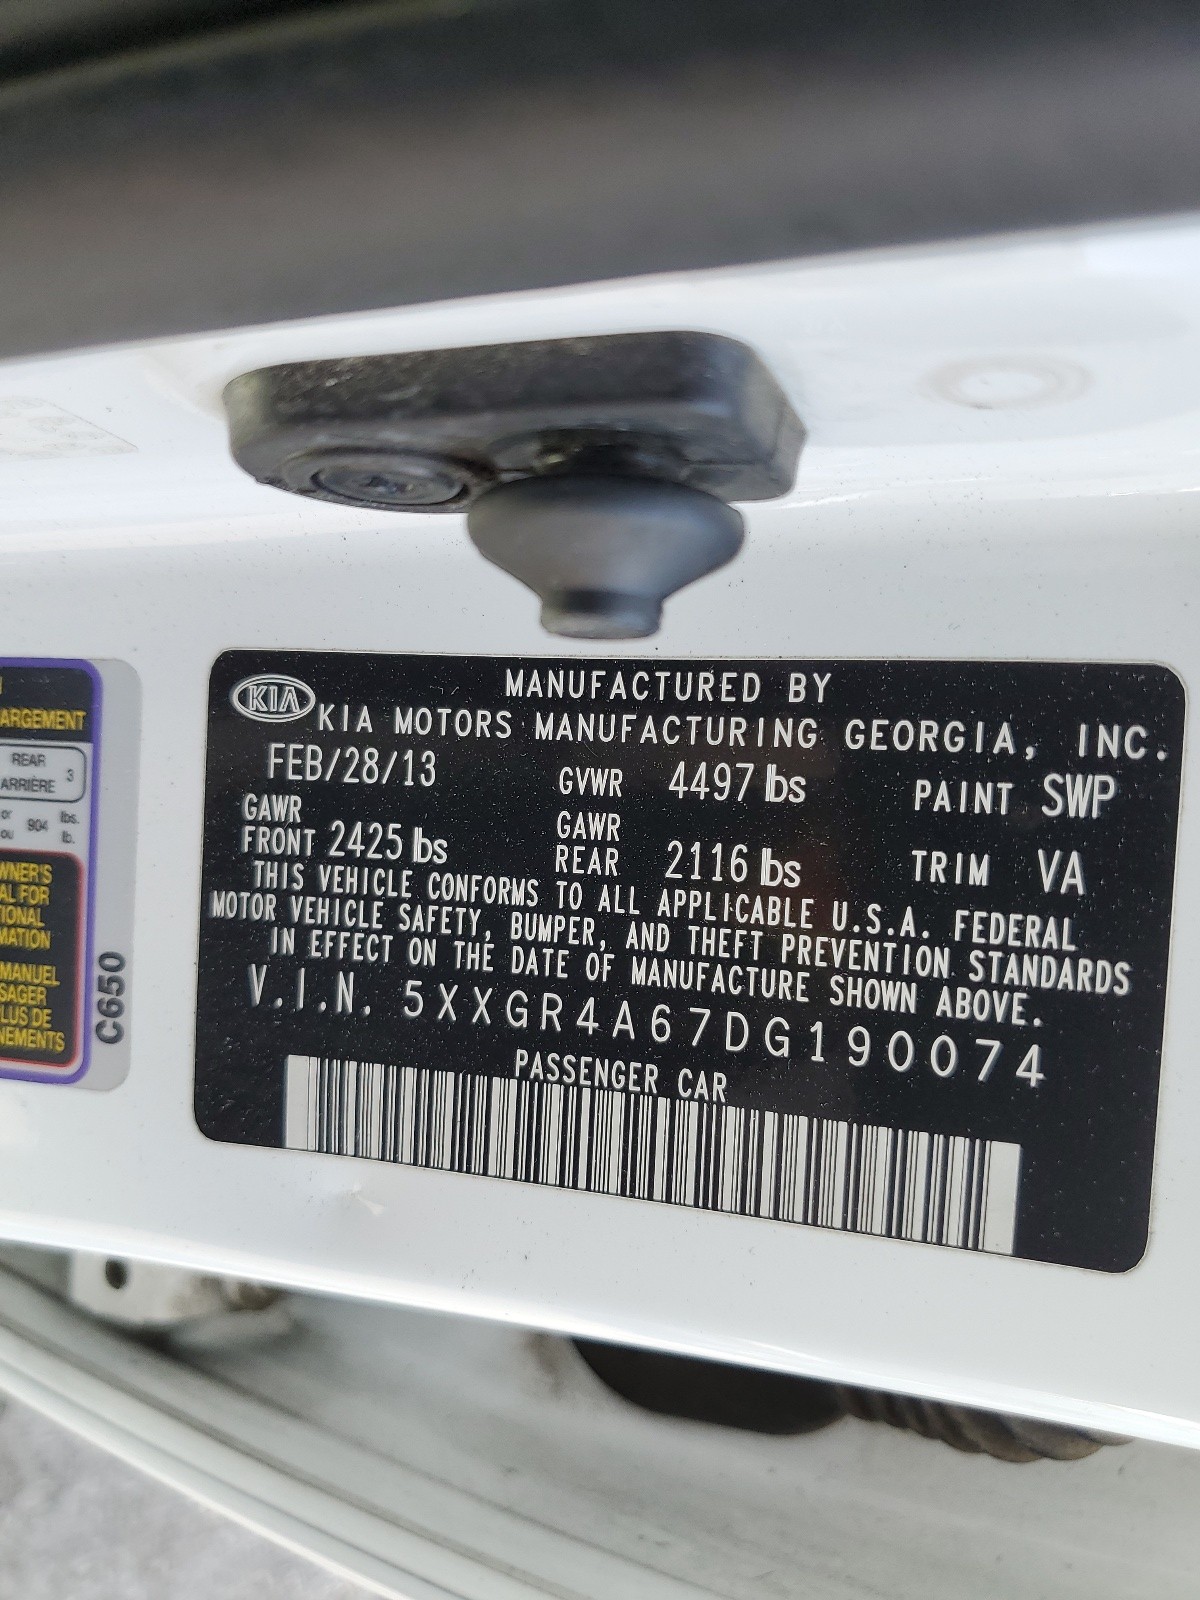 ARGEMENT
REAR
ARRIÈRE 3
or 904 lbs.
ou lb.
WNER'S
AL FOR
TIONAL
MATION
MANUEL
SAGER
LUS DE
NEMENTS
C650
KIA
MANUFACTURED BY
KIA MOTORS MANUFACTURING GEORGIA, INC.
FEB/28/13 GVWR 4497 lbs PAINT SWP
GAWR FRONT 2425 lbs GAWR REAR 2116 lbs TRIM VA
THIS VEHICLE CONFORMS TO ALL APPLICABLE U.S.A. FEDERAL
MOTOR VEHICLE SAFETY, BUMPER, AND THEFT PREVENTION STANDARDS
IN EFFECT ON THE DATE OF MANUFACTURE SHOWN ABOVE.
V.I.N. 5XXGR4A67DG190074
PASSENGER CAR